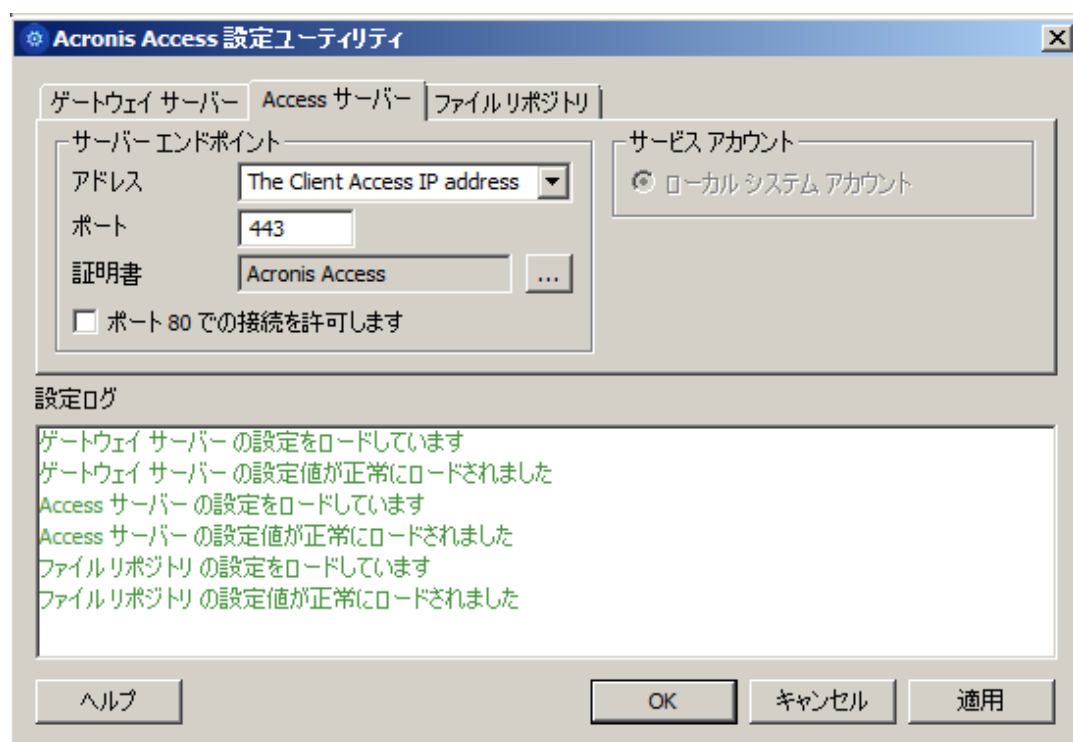 Acronis Access 設定ユーティリティ
ゲートウェイ サーバー
Access サーバー
ファイル リポジトリ
サーバー エンドポイント
アドレス
The Client Access IP address
ポート
443
証明書
Acronis Access
...
ポート 80 での接続を許可します
サービス アカウント
ローカル システム アカウント
設定ログ
ゲートウェイ サーバー の設定をロードしています
ゲートウェイ サーバー の設定値が正常にロードされました
Access サーバー の設定をロードしています
Access サーバー の設定値が正常にロードされました
ファイル リポジトリ の設定をロードしています
ファイル リポジトリ の設定値が正常にロードされました
ヘルプ
OK
キャンセル
適用